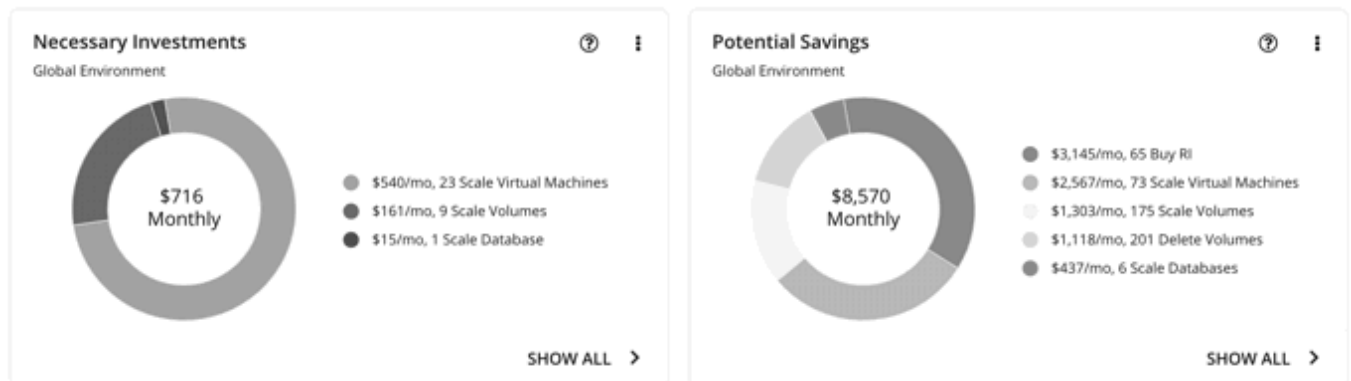 Necessary Investments
Global Environment
$716
Monthly
$540/mo, 23 Scale Virtual Machines
$161/mo, 9 Scale Volumes
$15/mo, 1 Scale Database
SHOW ALL
Potential Savings
Global Environment
$8,570
Monthly
$3,145/mo, 65 Buy RI
$2,567/mo, 73 Scale Virtual Machines
$1,303/mo, 175 Scale Volumes
$1,118/mo, 201 Delete Volumes
$437/mo, 6 Scale Databases
SHOW ALL